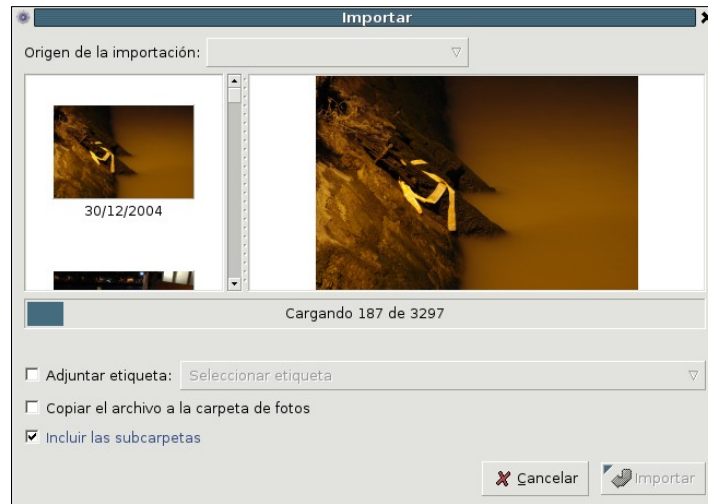 Importar
Origen de la importación:
30/12/2004
Cargando 187 de 3297
Adjuntar etiqueta: Seleccionar etiqueta
Copiar el archivo a la carpeta de fotos
Incluir las subcarpetas
Cancelar Importar